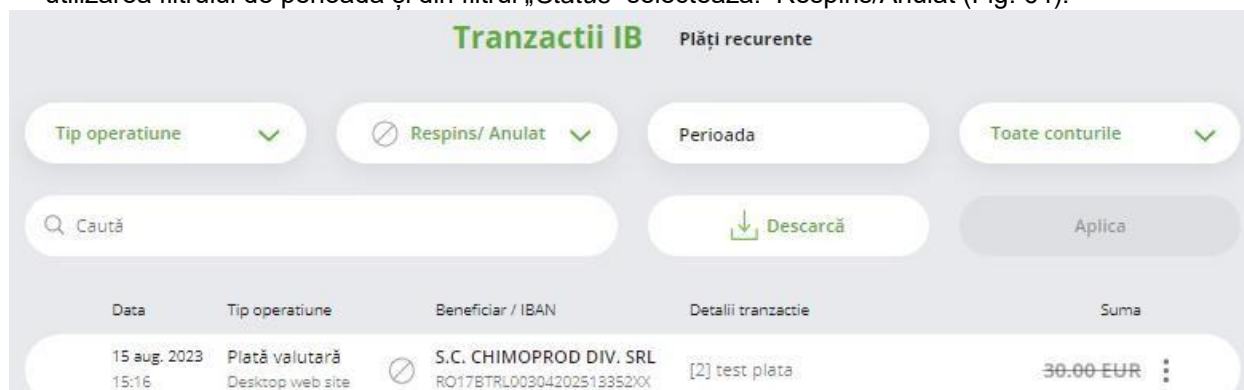 utilizarea filtrului de perioadă și din filtrul „Status" selectează: "Respins/Anulat (Fig. 64).
Tranzactii IB Plăți recurente
Tip operatiune Respins/ Anulat Perioada Toate conturile
Caută Descarcă Aplica
Data Tip operatiune Beneficiar / IBAN Detalii tranzactie Suma
15 aug. 2023 Plată valutară S.C. CHIMOPROD DIV. SRL [2] test plata 30.00 EUR
15:16 Desktop web site RO17BTRL00304202513352XX